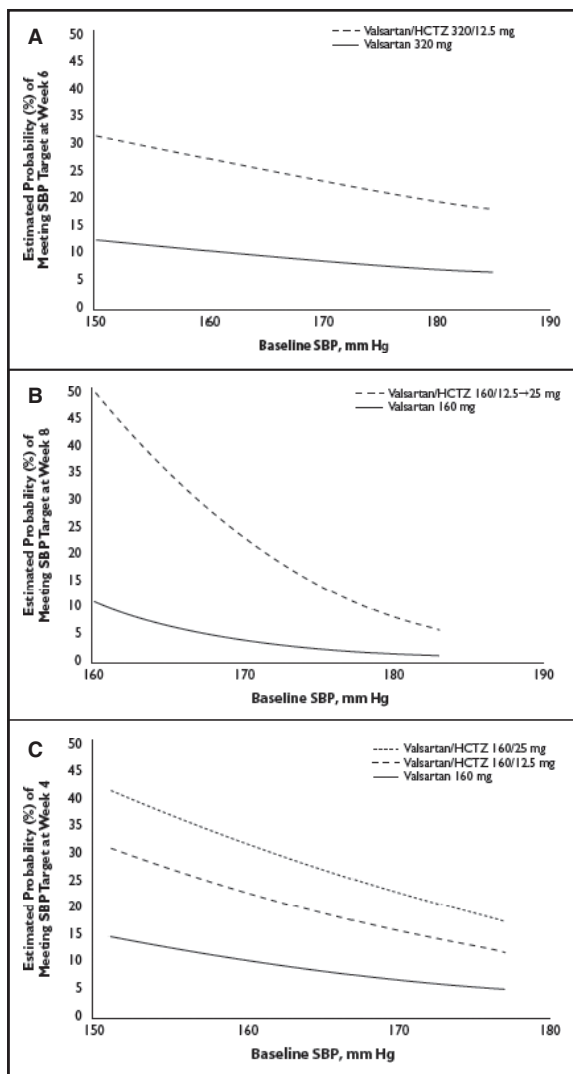 A
50
45
40
35
30
25
20
15
10
5
0
Estimated Probability (%) of
Meeting SBP Target at Week 6
Valsartan/HCTZ 320/12.5 mg
Valsartan 320 mg
150
160
170
180
190
Baseline SBP, mm Hg
B
50
45
40
35
30
25
20
15
10
5
0
Estimated Probability (%) of
Meeting SBP Target at Week 8
Valsartan/HCTZ 160/12.5→25 mg
Valsartan 160 mg
160
170
180
190
Baseline SBP, mm Hg
C
50
45
40
35
30
25
20
15
10
5
0
Estimated Probability (%) of
Meeting SBP Target at Week 4
Valsartan/HCTZ 160/25 mg
Valsartan/HCTZ 160/12.5 mg
Valsartan 160 mg
150
160
170
180
Baseline SBP, mm Hg